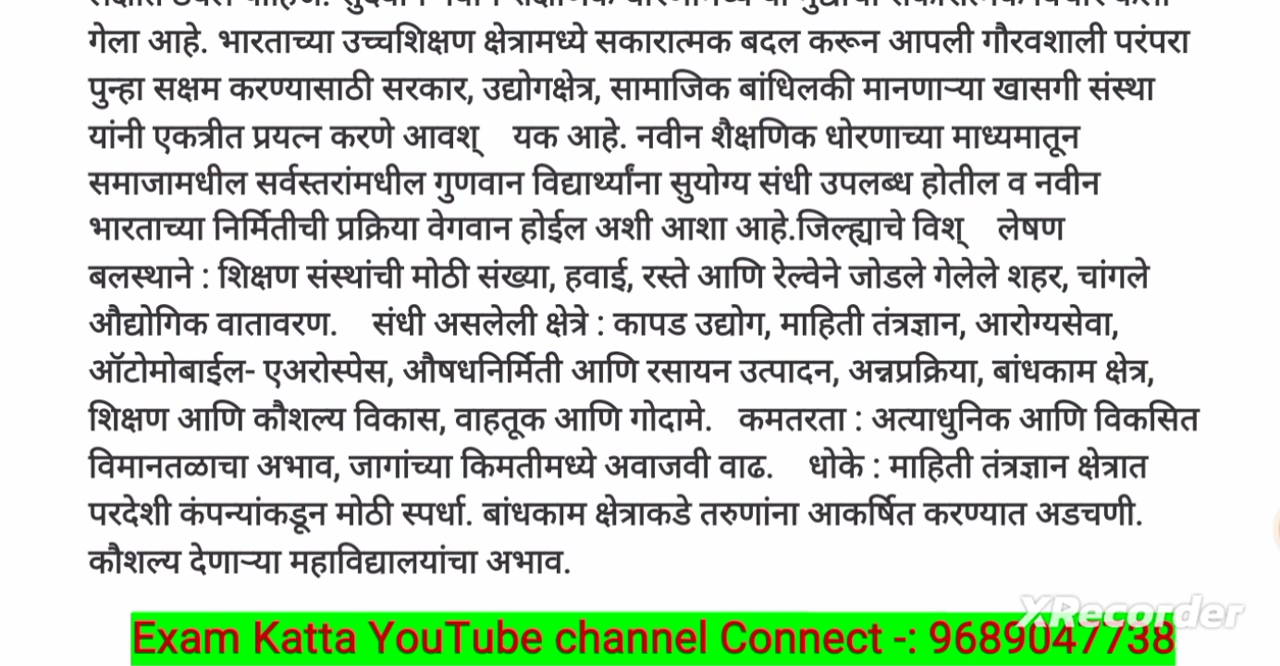 गेला आहे. भारताच्या उच्चशिक्षण क्षेत्रामध्ये सकारात्मक बदल करून आपली गौरवशाली परंपरा
पुन्हा सक्षम करण्यासाठी सरकार, उद्योगक्षेत्र, सामाजिक बांधिलकी मानणाऱ्या खासगी संस्था
यांनी एकत्रीत प्रयत्न करणे आवश् यक आहे. नवीन शैक्षणिक धोरणाच्या माध्यमातून
समाजामधील सर्वस्तरांमधील गुणवान विद्यार्थ्यांना सुयोग्य संधी उपलब्ध होतील व नवीन
भारताच्या निर्मितीची प्रक्रिया वेगवान होईल अशी आशा आहे.जिल्ह्याचे विश् लेषण
बलस्थाने : शिक्षण संस्थांची मोठी संख्या, हवाई, रस्ते आणि रेल्वेने जोडले गेलेले शहर, चांगले
औद्योगिक वातावरण. संधी असलेली क्षेत्रे : कापड उद्योग, माहिती तंत्रज्ञान, आरोग्यसेवा,
ऑटोमोबाईल- एअरोस्पेस, औषधनिर्मिती आणि रसायन उत्पादन, अन्नप्रक्रिया, बांधकाम क्षेत्र,
शिक्षण आणि कौशल्य विकास, वाहतूक आणि गोदामे. कमतरता : अत्याधुनिक आणि विकसित
विमानतळाचा अभाव, जागांच्या किमतीमध्ये अवाजवी वाढ. धोके : माहिती तंत्रज्ञान क्षेत्रात
परदेशी कंपन्यांकडून मोठी स्पर्धा. बांधकाम क्षेत्राकडे तरुणांना आकर्षित करण्यात अडचणी.
कौशल्य देणाऱ्या महाविद्यालयांचा अभाव.
XRecorder
Exam Katta YouTube channel Connect -: 9689047738